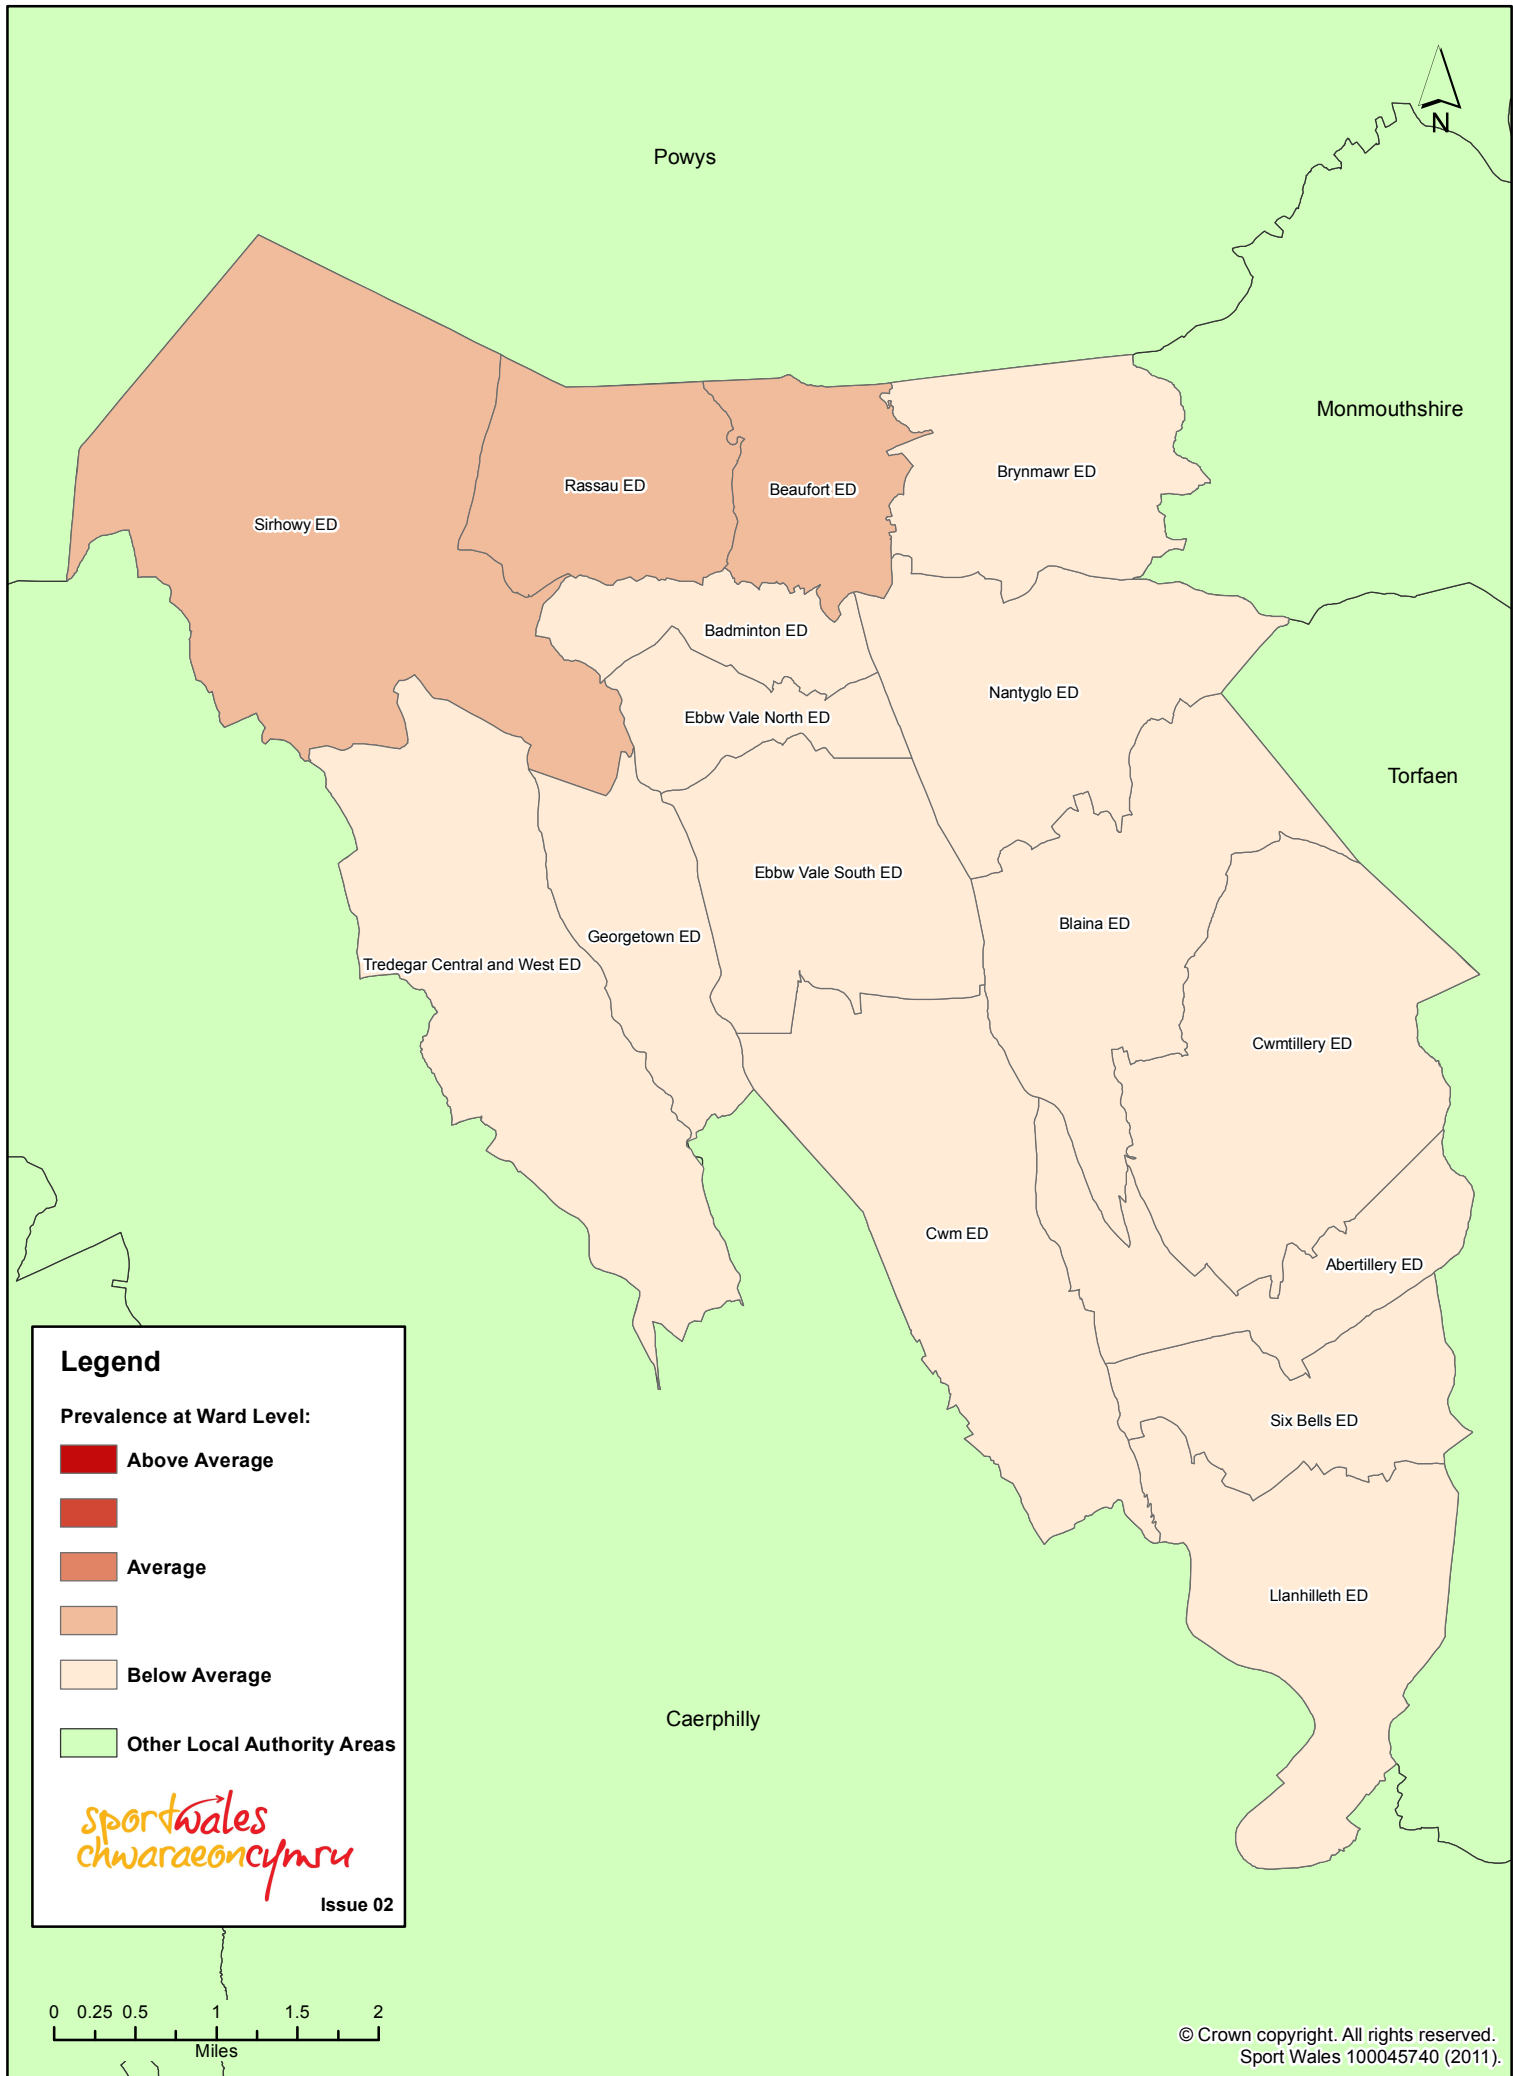 N
Powys
Monmouthshire
Brynmawr ED
Rassau ED
Beaufort ED
Sirhowy ED
Badminton ED
Nantyglo ED
Ebbw Vale North ED
Torfaen
Ebbw Vale South ED
Blaina ED
Georgetown ED
Tredegar Central and West ED
Cwmtillery ED
Cwm ED
Abertillery ED
Six Bells ED
Llanhilleth ED
Caerphilly
Legend
Prevalence at Ward Level:
Above Average
Average
Below Average
Other Local Authority Areas
sportwales
chwaraeoncymru
Issue 02
0 0.25 0.5 1 1.5 2
Miles
© Crown copyright. All rights reserved.
Sport Wales 100045740 (2011).